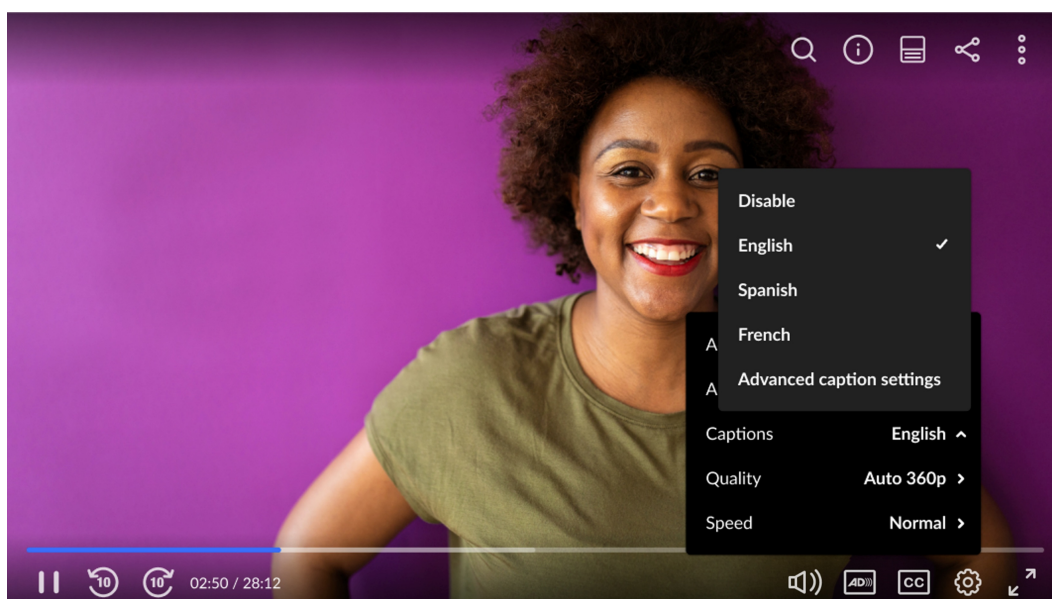 Disable
English
Spanish
French
Advanced caption settings
A
A
Captions English
Quality Auto 360p
Speed Normal
10 10 02:50 / 28:12 AD CC